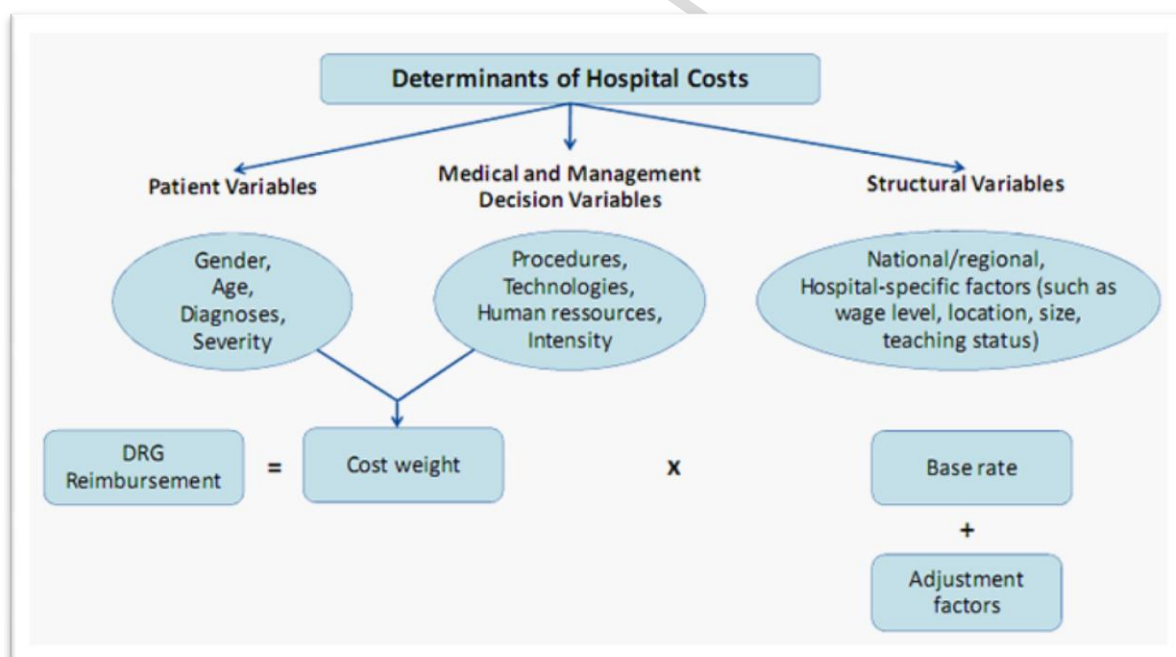 Determinants of Hospital Costs
Patient Variables
Medical and Management
Decision Variables
Structural Variables
Gender,
Age,
Diagnoses,
Severity
Procedures,
Technologies,
Human ressources,
Intensity
National/regional,
Hospital-specific factors (such as
wage level, location, size,
teaching status)
DRG
Reimbursement
=
Cost weight
x
Base rate
+
Adjustment
factors